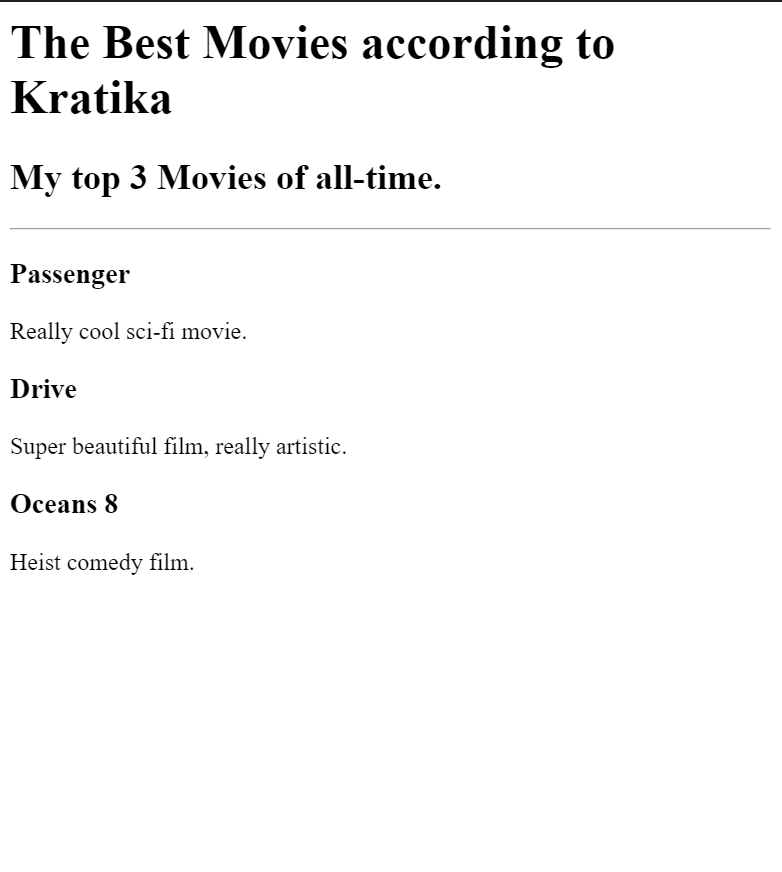 The Best Movies according to
Kratika
My top 3 Movies of all-time.
Passenger
Really cool sci-fi movie.
Drive
Super beautiful film, really artistic.
Oceans 8
Heist comedy film.